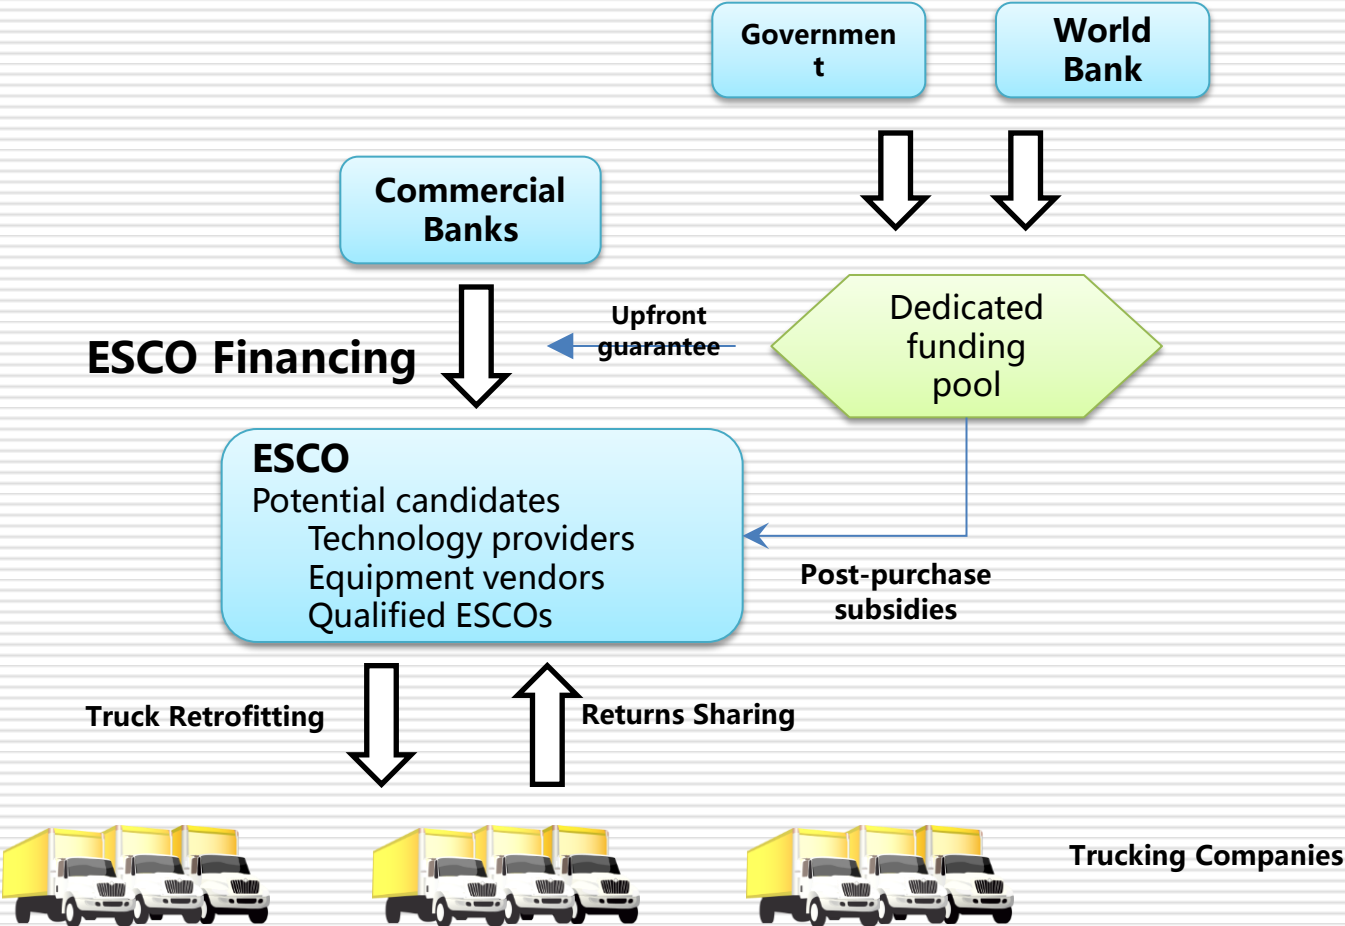 Governmen
t
World
Bank
Commercial
Banks
Upfront
guarantee
Dedicated
funding
pool
ESCO Financing
ESCO
Potential candidates
Technology providers
Equipment vendors
Qualified ESCOs
Post-purchase
subsidies
Truck Retrofitting
Returns Sharing
Trucking Companies